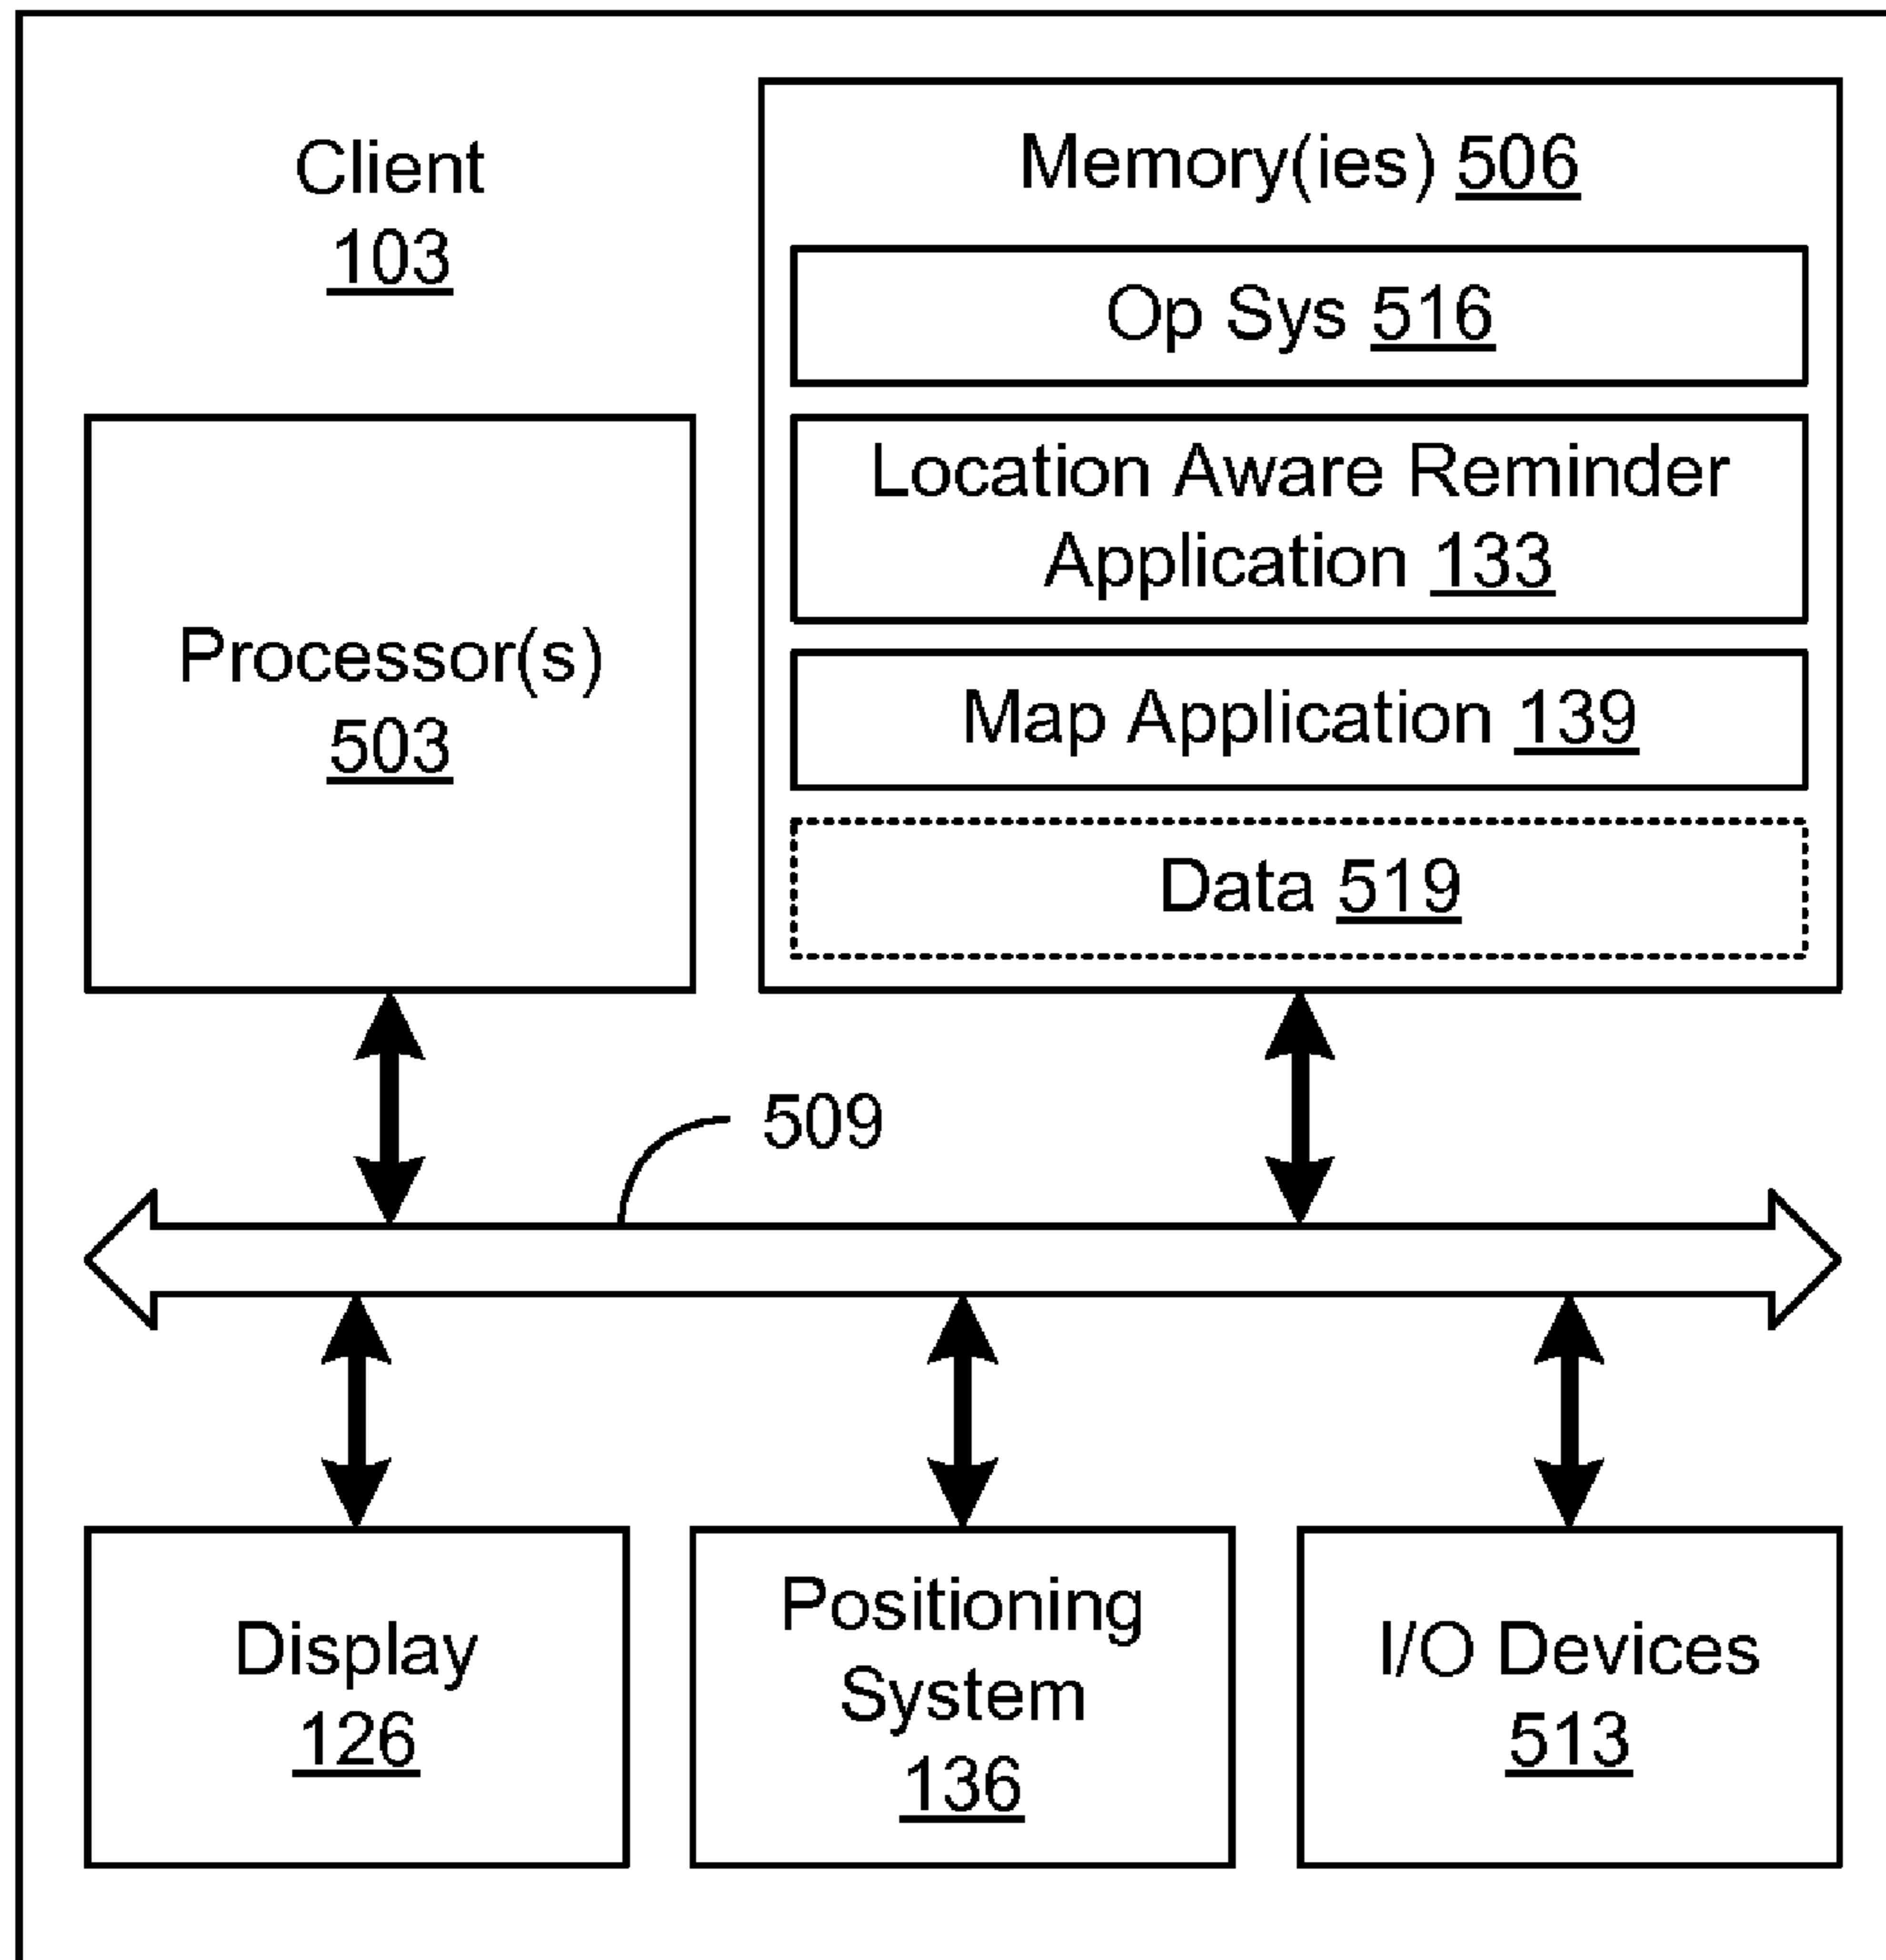 Client
103
Memory(ies) 506
Op Sys 516
Location Aware Reminder
Application 133
Map Application 139
Data 519
Processor(s)
503
509
Display
126
Positioning
System
136
I/O Devices
513